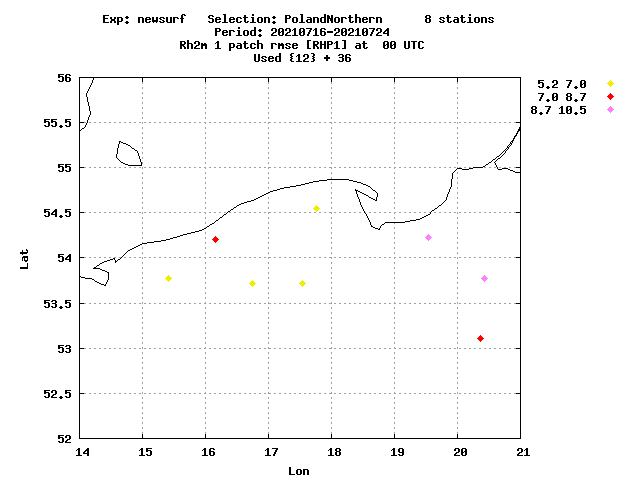 Exp: newsurf   Selection: PolandNorthern      8 stations
Period: 20210716-20210724
Rh2m 1 patch rmse [RHP1] at  00 UTC
Used {12} + 36
5.2 7.0
7.0 8.7
8.7 10.5
56
55.5
55
54.5
54
53.5
53
52.5
52
Lat
14 15 16 17 18 19 20 21
Lon